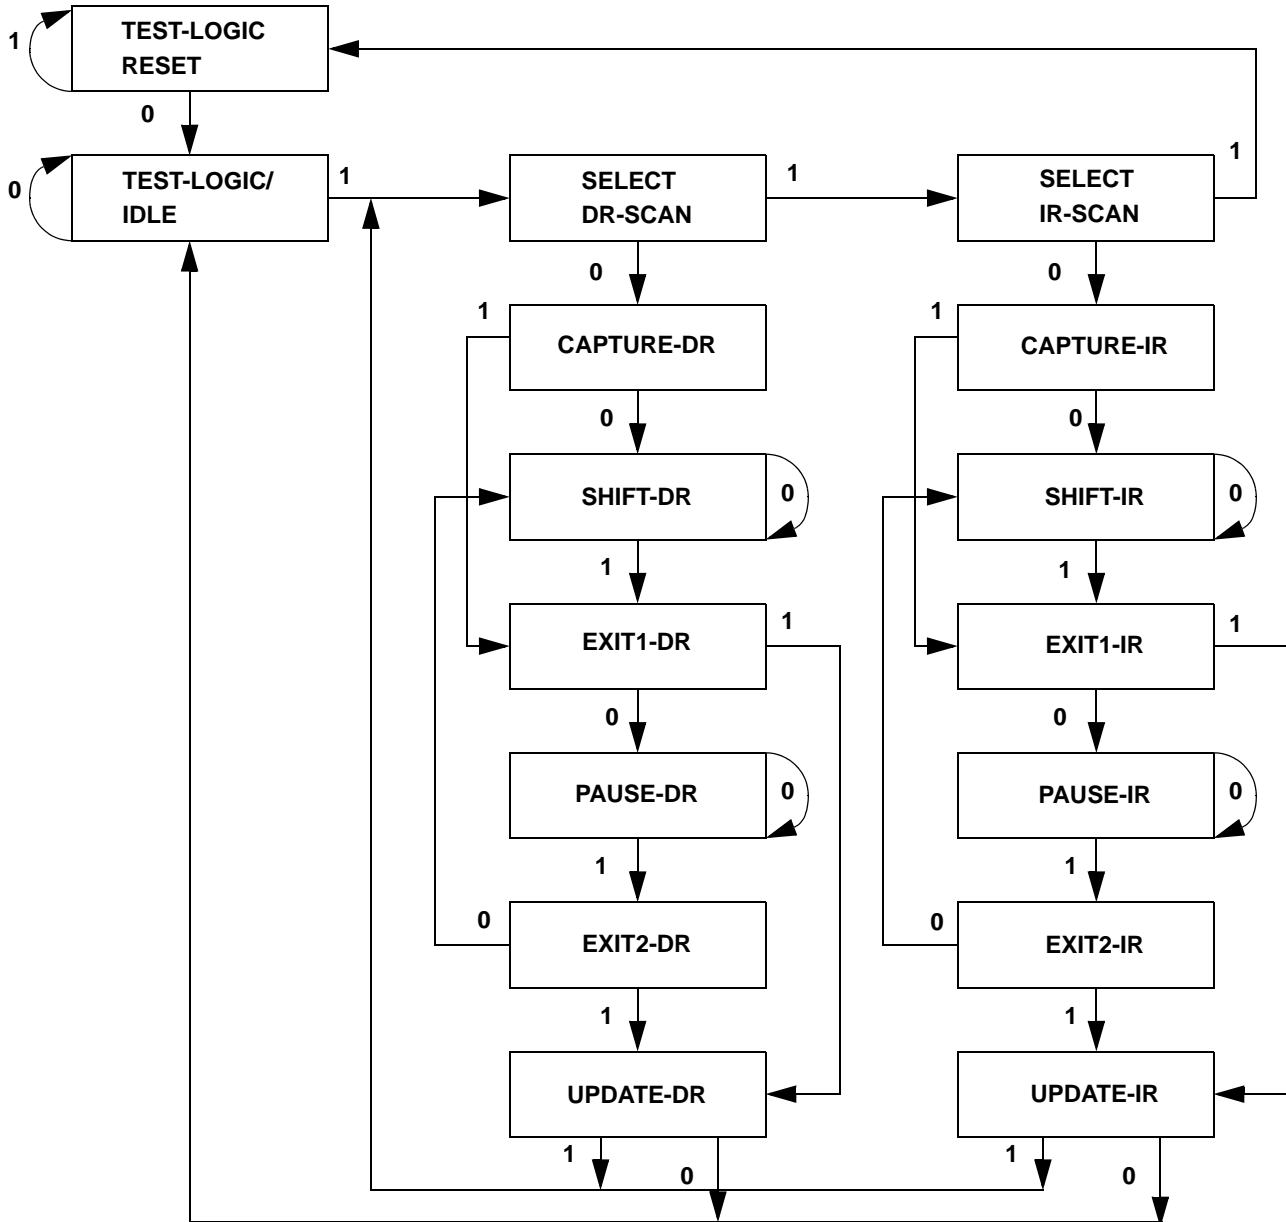 TEST-LOGIC
RESET
1
0
TEST-LOGIC/
IDLE
0
1
SELECT
DR-SCAN
1
SELECT
IR-SCAN
1
0
0
1
CAPTURE-DR
1
CAPTURE-IR
0
0
SHIFT-DR
0
SHIFT-IR
0
1
1
EXIT1-DR
1
EXIT1-IR
1
0
0
PAUSE-DR
0
PAUSE-IR
0
1
1
0
EXIT2-DR
0
EXIT2-IR
1
1
UPDATE-DR
UPDATE-IR
1
0
1
0